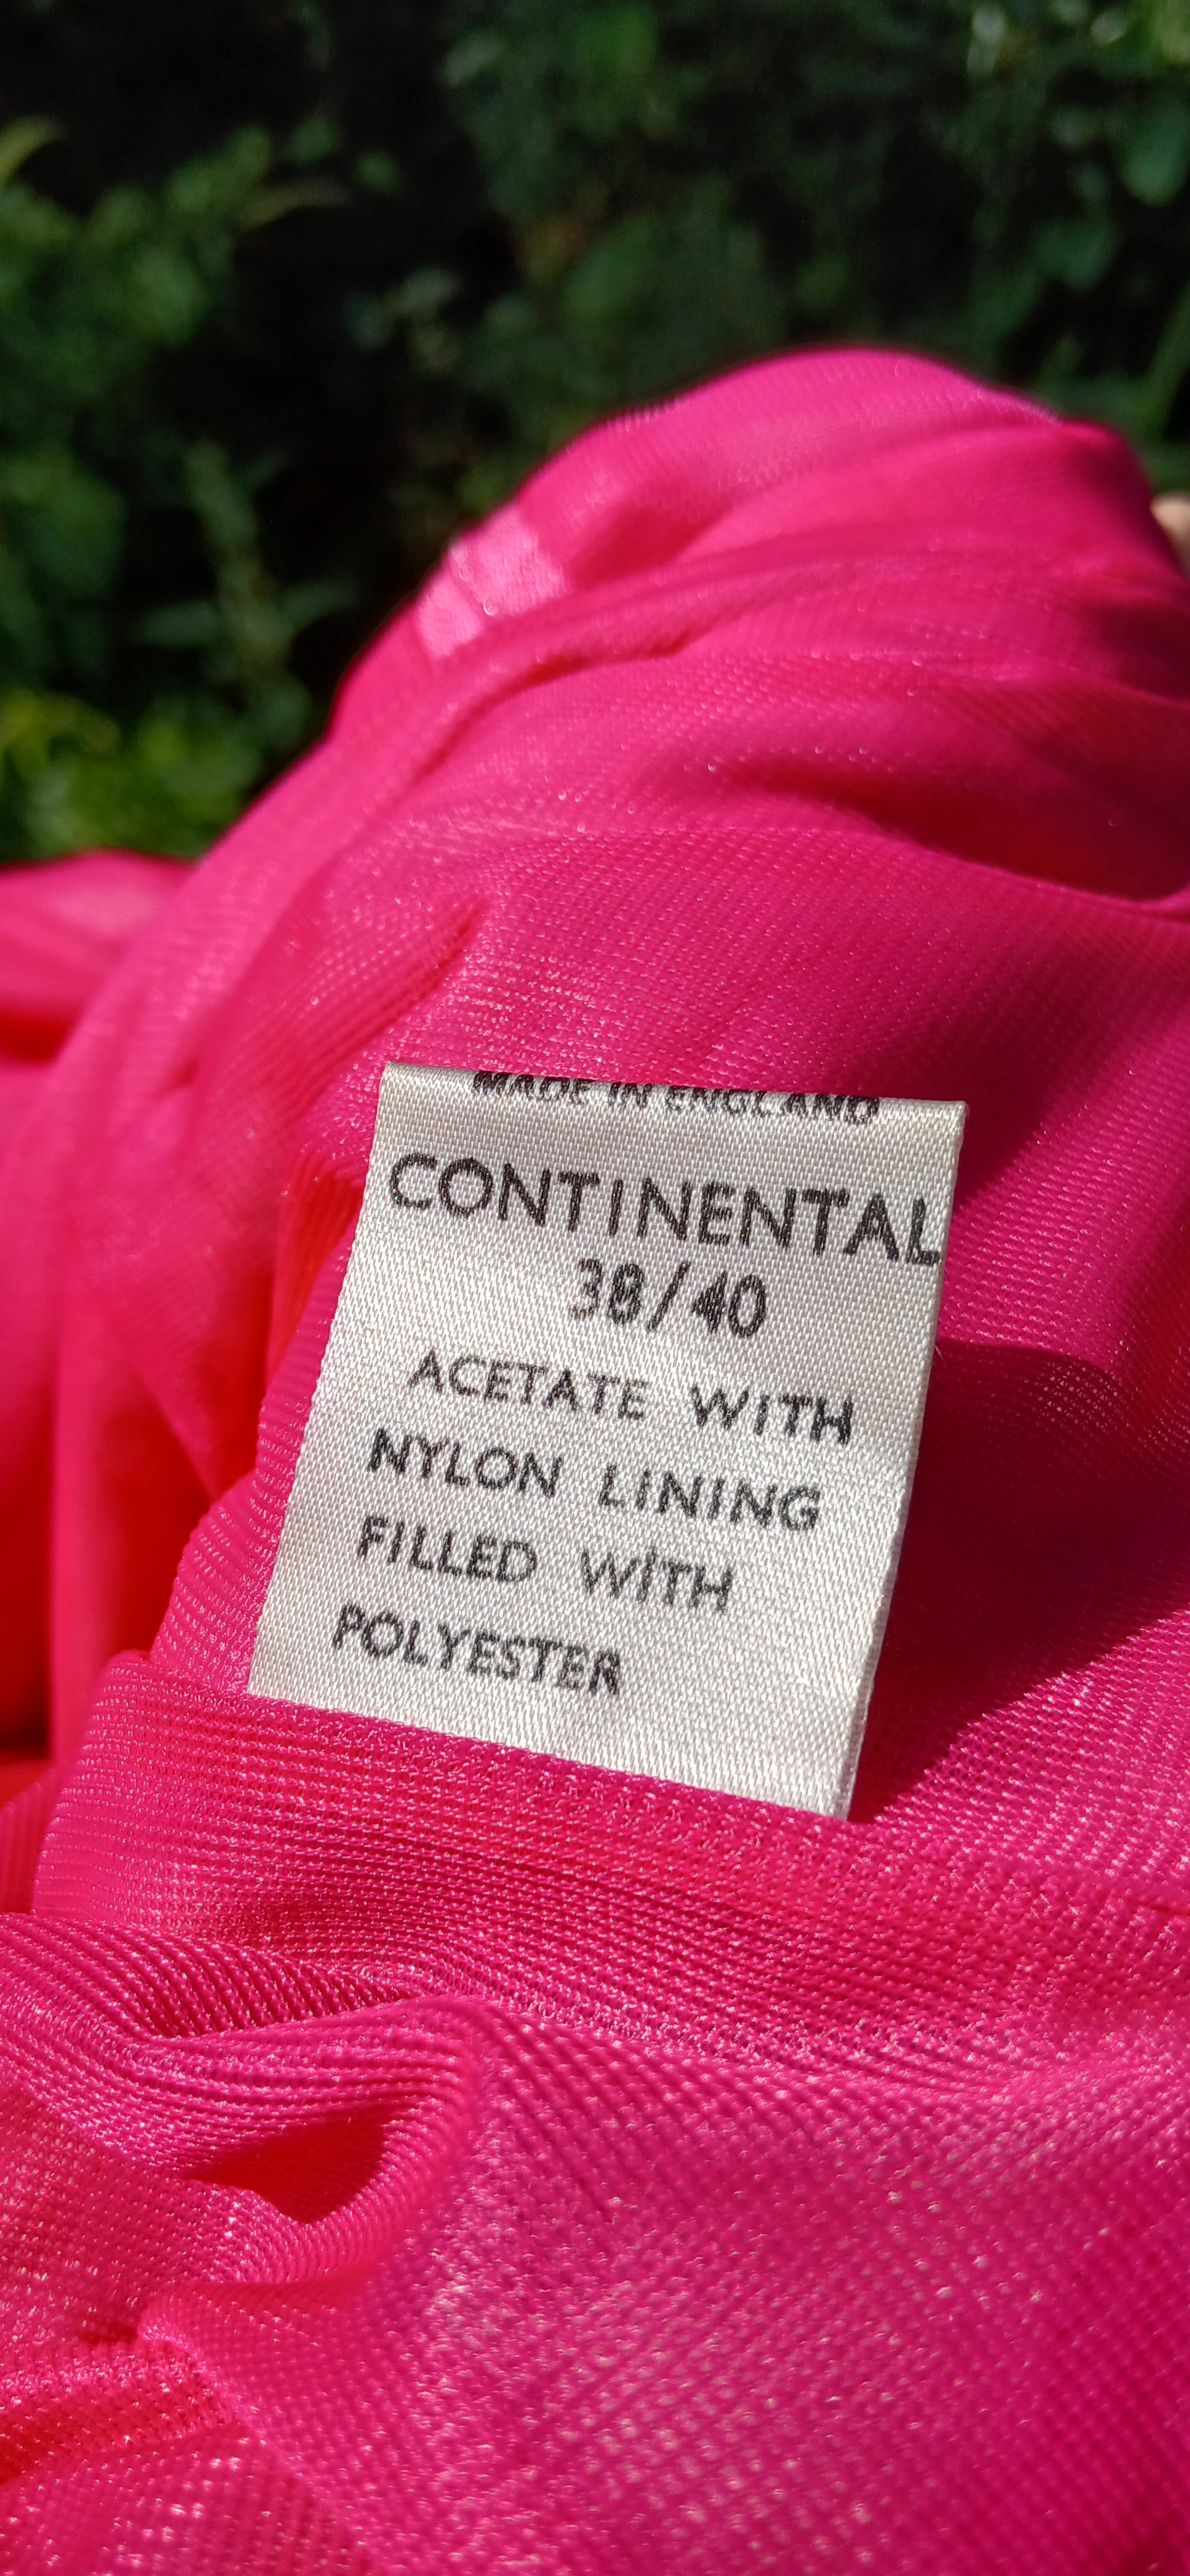 MADE IN ENGLAND
CONTINENTAL
38/40
ACETATE WITH
NYLON LINING
FILLED WITH
POLYESTER